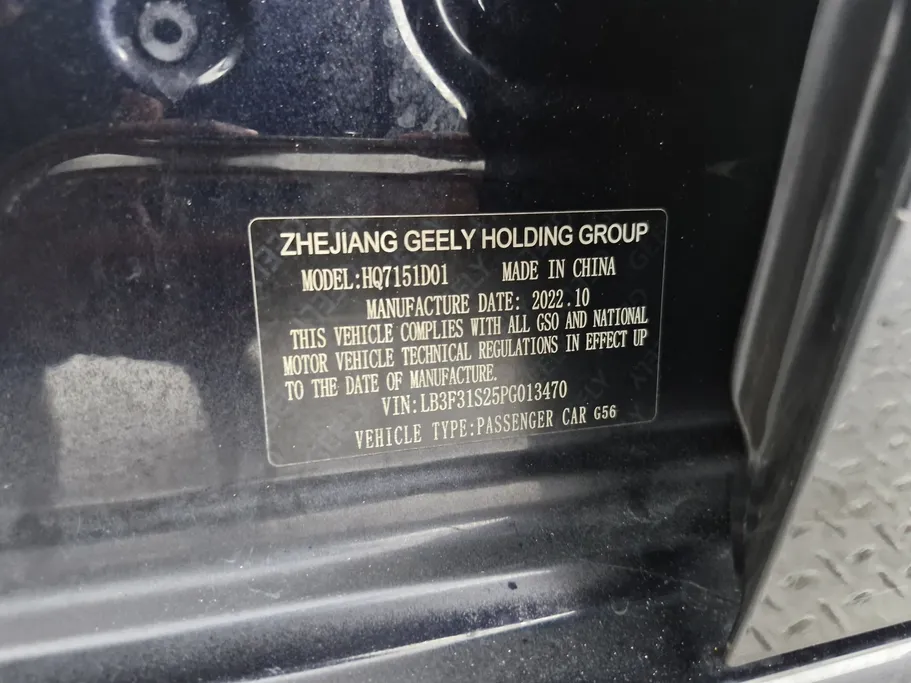 ZHEJIANG GEELY HOLDING GROUP
MODEL:HQ7151D01 MADE IN CHINA
MANUFACTURE DATE: 2022.10
THIS VEHICLE COMPLIES WITH ALL GSO AND NATIONAL
MOTOR VEHICLE TECHNICAL REGULATIONS IN EFFECT UP
TO THE DATE OF MANUFACTURE.
VIN:LB3F31S25PG013470
VEHICLE TYPE:PASSENGER CAR G56